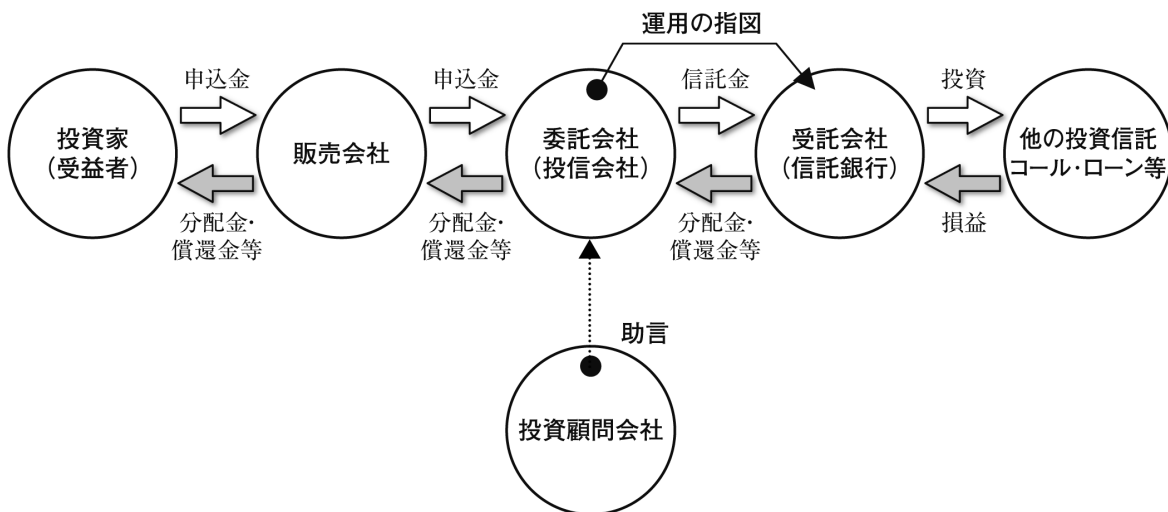 運用の指図
申込金
申込金
信託金
投資
投資家
（受益者）
販売会社
委託会社
（投信会社）
受託会社
（信託銀行）
他の投資信託
コール・ローン等
分配金・
償還金等
分配金・
償還金等
分配金・
償還金等
損益
助言
投資顧問会社